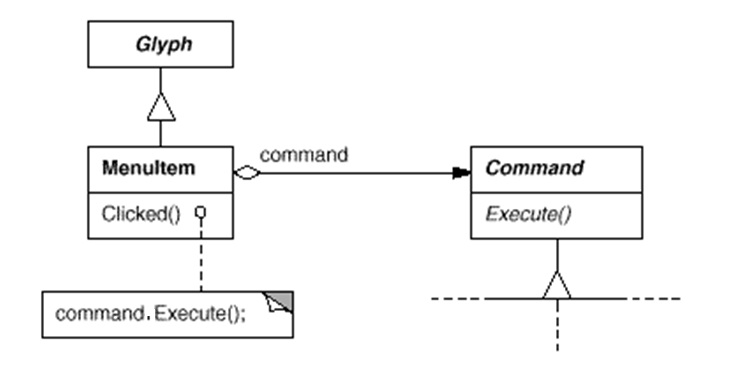 Glyph
MenuItem
command
Command
Clicked()
Execute()
command.Execute();